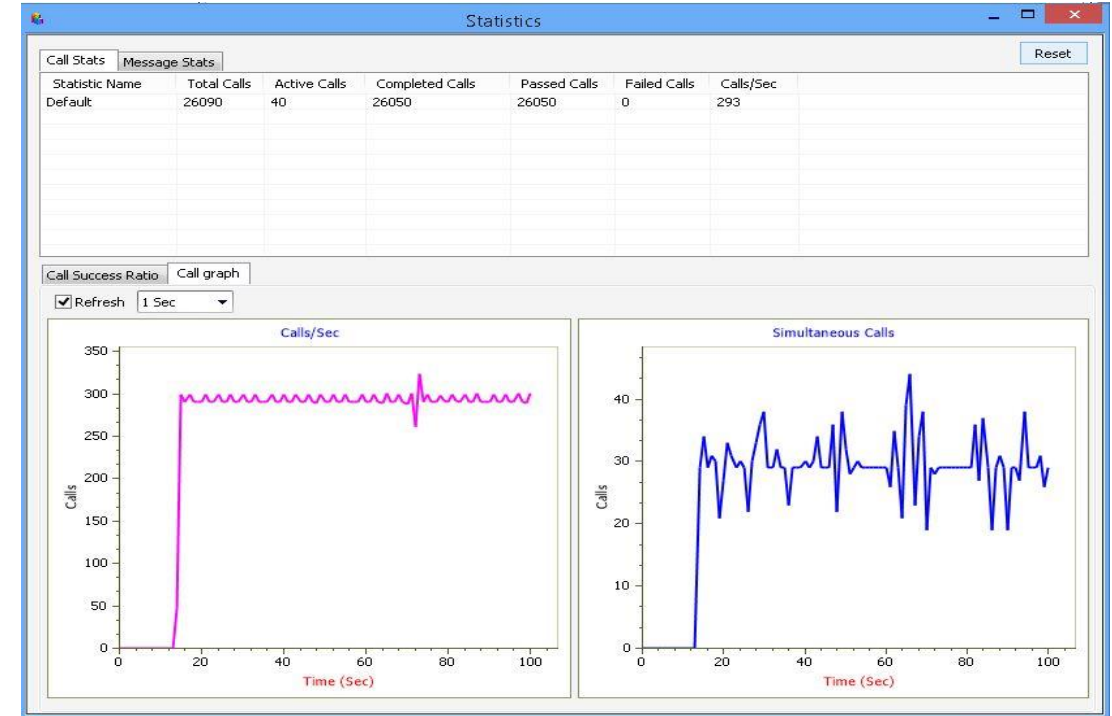 Statistics
Reset
Call Stats Message Stats
Statistic Name Total Calls Active Calls Completed Calls Passed Calls Failed Calls Calls/Sec
Default 26090 40 26050 26050 0 293
Call Success Ratio Call graph
Refresh 1 Sec
Calls/Sec
350
300
250
200
150
100
50
0
Calls
0 20 40 60 80 100
Time (Sec)
Simultaneous Calls
40
30
20
10
0
Calls
0 20 40 60 80 100
Time (Sec)